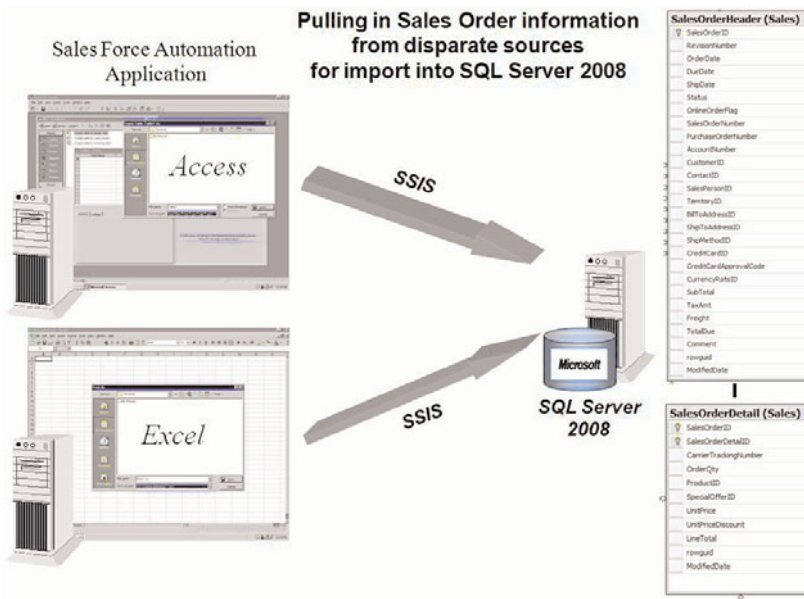 Pulling in Sales Order information
from disparate sources
for import into SQL Server 2008
Sales Force Automation
Application
Access
SSIS
Excel
SSIS
Microsoft
SQL Server
2008
SalesOrderHeader (Sales)
SalesOrderID
RevisionNumber
OrderDate
DueDate
ShipDate
Status
OnlineOrderFlag
SalesOrderNumber
PurchaseOrderNumber
AccountNumber
CustomerID
ContactID
SalesPersonID
TerritoryID
BillToAddressID
ShipToAddressID
ShipMethodID
CreditCardID
CreditCardApprovalCode
CurrencyRateID
SubTotal
TaxAmt
Freight
TotalDue
Comment
rowguid
ModifiedDate
SalesOrderDetail (Sales)
SalesOrderID
SalesOrderDetailID
CarrierTrackingNumber
OrderQty
ProductID
SpecialOfferID
UnitPrice
UnitPriceDiscount
LineTotal
rowguid
ModifiedDate